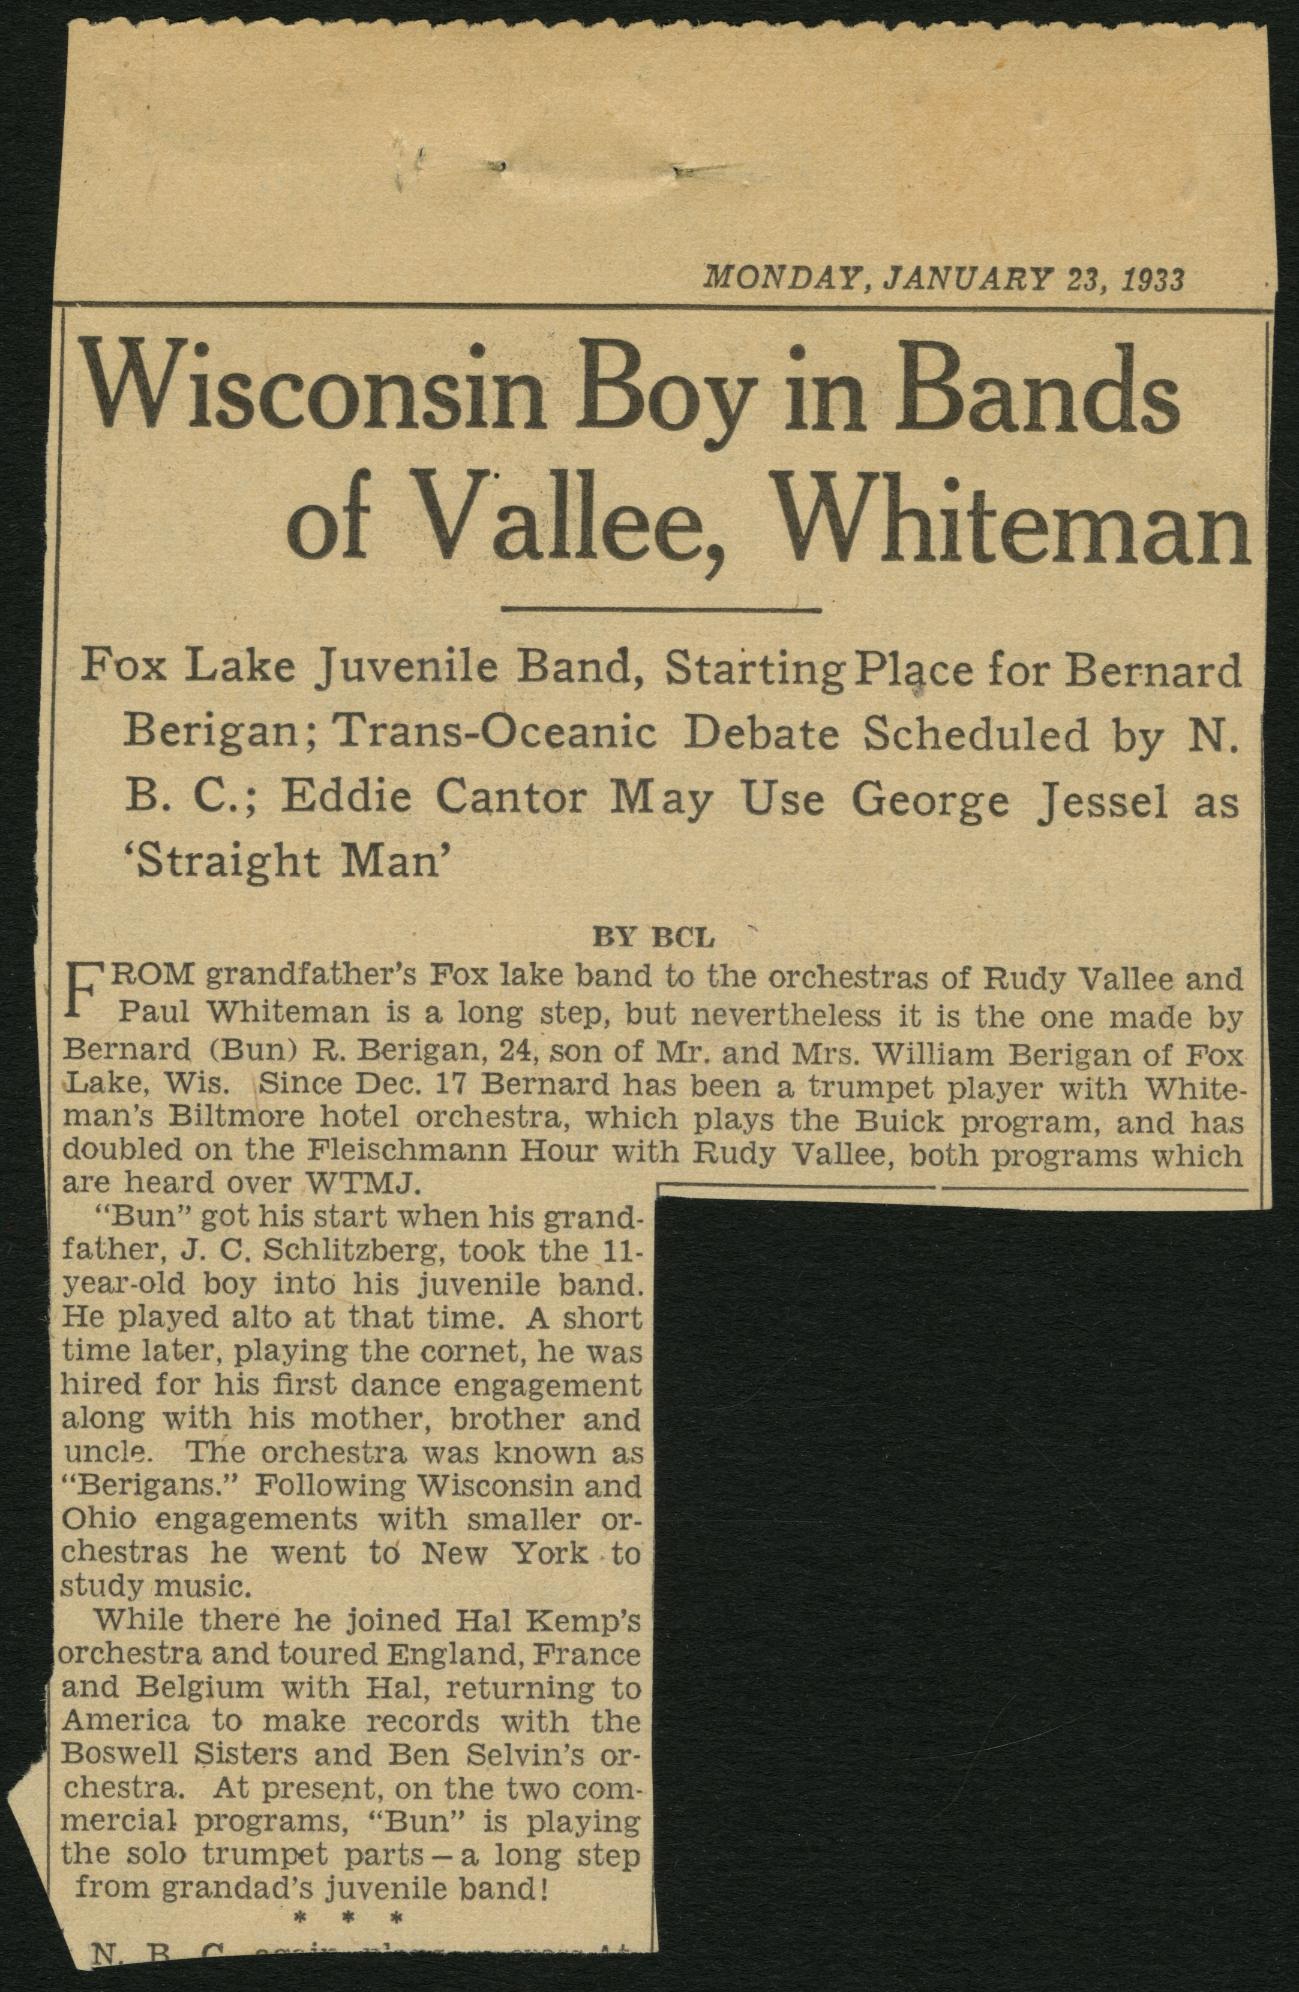 MONDAY, JANUARY 23, 1933
Wisconsin Boy in Bands
of Vallee, Whiteman
Fox Lake Juvenile Band, Starting Place for Bernard
Berigan; Trans-Oceanic Debate Scheduled by N.
B. C.; Eddie Cantor May Use George Jessel as
‘Straight Man’
BY BCL
FROM grandfather's Fox lake band to the orchestras of Rudy Vallee and
Paul Whiteman is a long step, but nevertheless it is the one made by
Bernard (Bun) R. Berigan, 24, son of Mr. and Mrs. William Berigan of Fox
Lake, Wis. Since Dec. 17 Bernard has been a trumpet player with White-
man's Biltmore hotel orchestra, which plays the Buick program, and has
doubled on the Fleischmann Hour with Rudy Vallee, both programs which
are heard over WTMJ.
“Bun” got his start when his grand-
father, J. C. Schlitzberg, took the 11-
year-old boy into his juvenile band.
He played alto at that time. A short
time later, playing the cornet, he was
hired for his first dance engagement
along with his mother, brother and
uncle. The orchestra was known as
“Berigans.” Following Wisconsin and
Ohio engagements with smaller or-
chestras he went to New York to
study music.
While there he joined Hal Kemp's
orchestra and toured England, France
and Belgium with Hal, returning to
America to make records with the
Boswell Sisters and Ben Selvin's or-
chestra. At present, on the two com-
mercial programs, “Bun” is playing
the solo trumpet parts — a long step
from grandad's juvenile band!
* * *
N. B. C. again